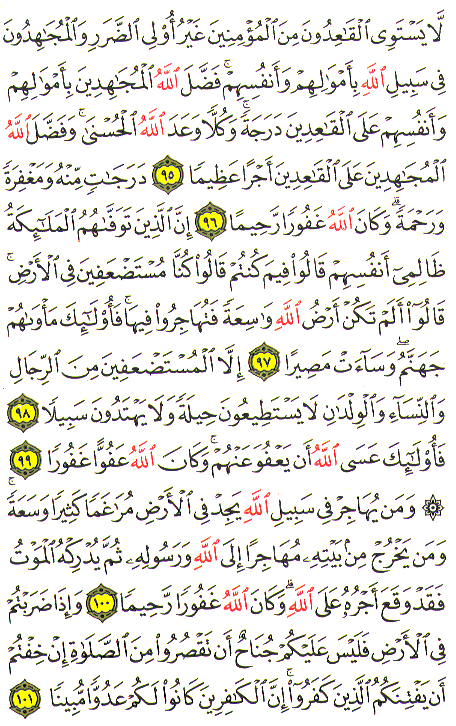 لَّا يَسْتَوِى ٱلْقَـٰعِدُونَ مِنَ ٱلْمُؤْمِنِينَ غَيْرُ أُو۟لِى ٱلضَّرَرِ وَٱلْمُجَـٰهِدُونَ
فِى سَبِيلِ ٱللَّهِ بِأَمْوَٰلِهِمْ وَأَنفُسِهِمْ ۚ فَضَّلَ ٱللَّهُ ٱلْمُجَـٰهِدِينَ بِأَمْوَٰلِهِمْ
وَأَنفُسِهِمْ عَلَى ٱلْقَـٰعِدِينَ دَرَجَةً ۚ وَكُلًّا وَعَدَ ٱللَّهُ ٱلْحُسْنَىٰ ۚ وَفَضَّلَ ٱللَّهُ
ٱلْمُجَـٰهِدِينَ عَلَى ٱلْقَـٰعِدِينَ أَجْرًا عَظِيمًا ٩٥ دَرَجَـٰتٍ مِّنْهُ وَمَغْفِرَةً
وَرَحْمَةً ۚ وَكَانَ ٱللَّهُ غَفُورًا رَّحِيمًا ٩٦ إِنَّ ٱلَّذِينَ تَوَفَّىٰهُمُ ٱلْمَلَـٰٓئِكَةُ
ظَالِمِىٓ أَنفُسِهِمْ قَالُوا۟ فِيمَ كُنتُمْ ۖ قَالُوا۟ كُنَّا مُسْتَضْعَفِينَ فِى ٱلْأَرْضِ ۚ
قَالُوٓا۟ أَلَمْ تَكُنْ أَرْضُ ٱللَّهِ وَٰسِعَةً فَتُهَاجِرُوا۟ فِيهَا ۚ فَأُو۟لَـٰٓئِكَ مَأْوَىٰهُمْ
جَهَنَّمُ ۖ وَسَآءَتْ مَصِيرًا ٩٧ إِلَّا ٱلْمُسْتَضْعَفِينَ مِنَ ٱلرِّجَالِ
وَٱلنِّسَآءِ وَٱلْوِلْدَٰنِ لَا يَسْتَطِيعُونَ حِيلَةً وَلَا يَهْتَدُونَ سَبِيلًا ٩٨
فَأُو۟لَـٰٓئِكَ عَسَى ٱللَّهُ أَن يَعْفُوَ عَنْهُمْ ۚ وَكَانَ ٱللَّهُ عَفُوًّا غَفُورًا ٩٩
۞ وَمَن يُهَاجِرْ فِى سَبِيلِ ٱللَّهِ يَجِدْ فِى ٱلْأَرْضِ مُرَٰغَمًا كَثِيرًا وَسَعَةً ۚ
وَمَن يَخْرُجْ مِنۢ بَيْتِهِۦ مُهَاجِرًا إِلَى ٱللَّهِ وَرَسُولِهِۦ ثُمَّ يُدْرِكْهُ ٱلْمَوْتُ
فَقَدْ وَقَعَ أَجْرُهُۥ عَلَى ٱللَّهِ ۗ وَكَانَ ٱللَّهُ غَفُورًا رَّحِيمًا ١٠٠ وَإِذَا ضَرَبْتُمْ
فِى ٱلْأَرْضِ فَلَيْسَ عَلَيْكُمْ جُنَاحٌ أَن تَقْصُرُوا۟ مِنَ ٱلصَّلَوٰةِ إِنْ خِفْتُمْ
أَن يَفْتِنَكُمُ ٱلَّذِينَ كَفَرُوٓا۟ ۚ إِنَّ ٱلْكَـٰفِرِينَ كَانُوا۟ لَكُمْ عَدُوًّا مُّبِينًا ١٠١